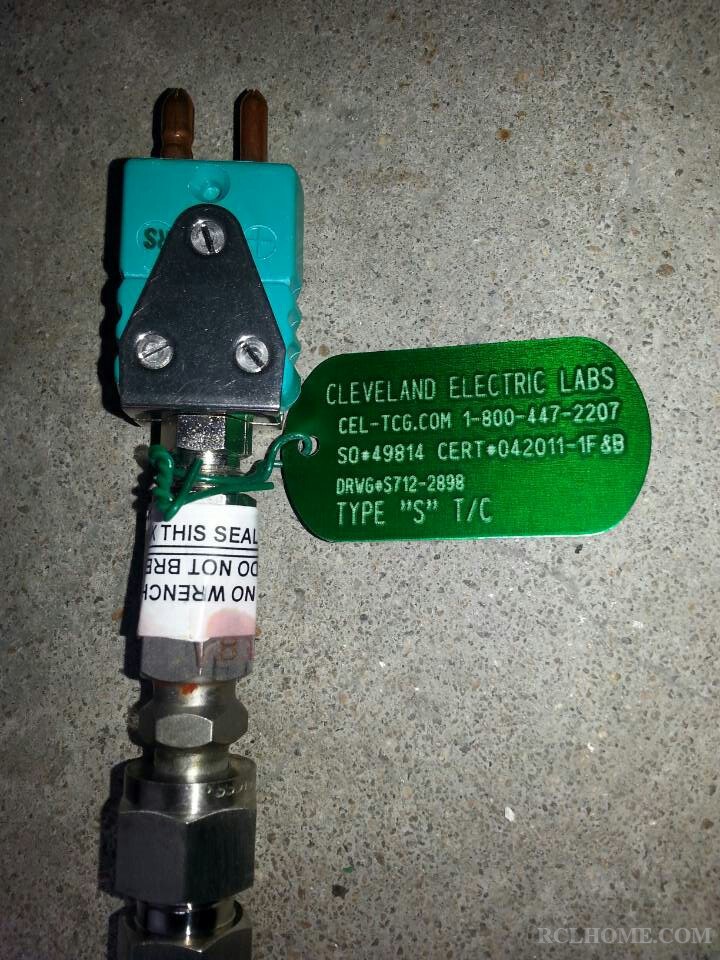 RS
+
CLEVELAND ELECTRIC LABS
CEL-TCG.COM 1-800-447-2207
SO#49814 CERT#042011-1F&B
DRWG#S712-2898
TYPE "S" T/C
THIS SEAL
DO NOT
NO WRENCH
RCLHOME.COM